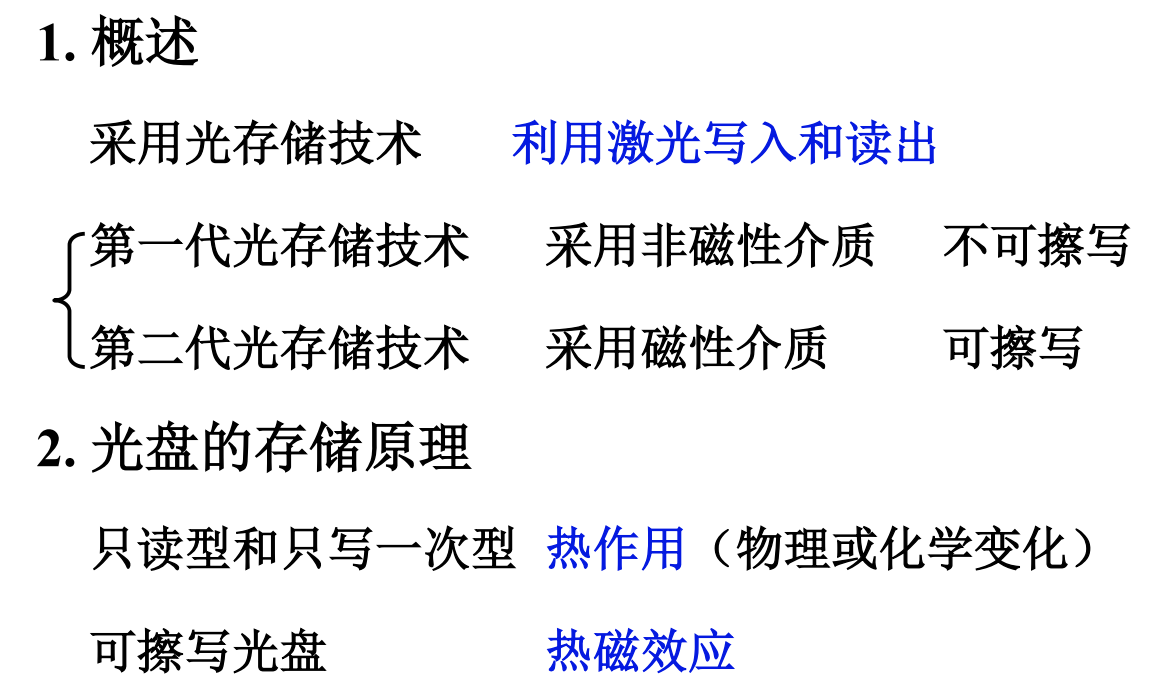 1. 概述
采用光存储技术 利用激光写入和读出
第一代光存储技术 采用非磁性介质 不可擦写
第二代光存储技术 采用磁性介质 可擦写
2. 光盘的存储原理
只读型和只写一次型 热作用（物理或化学变化）
可擦写光盘 热磁效应